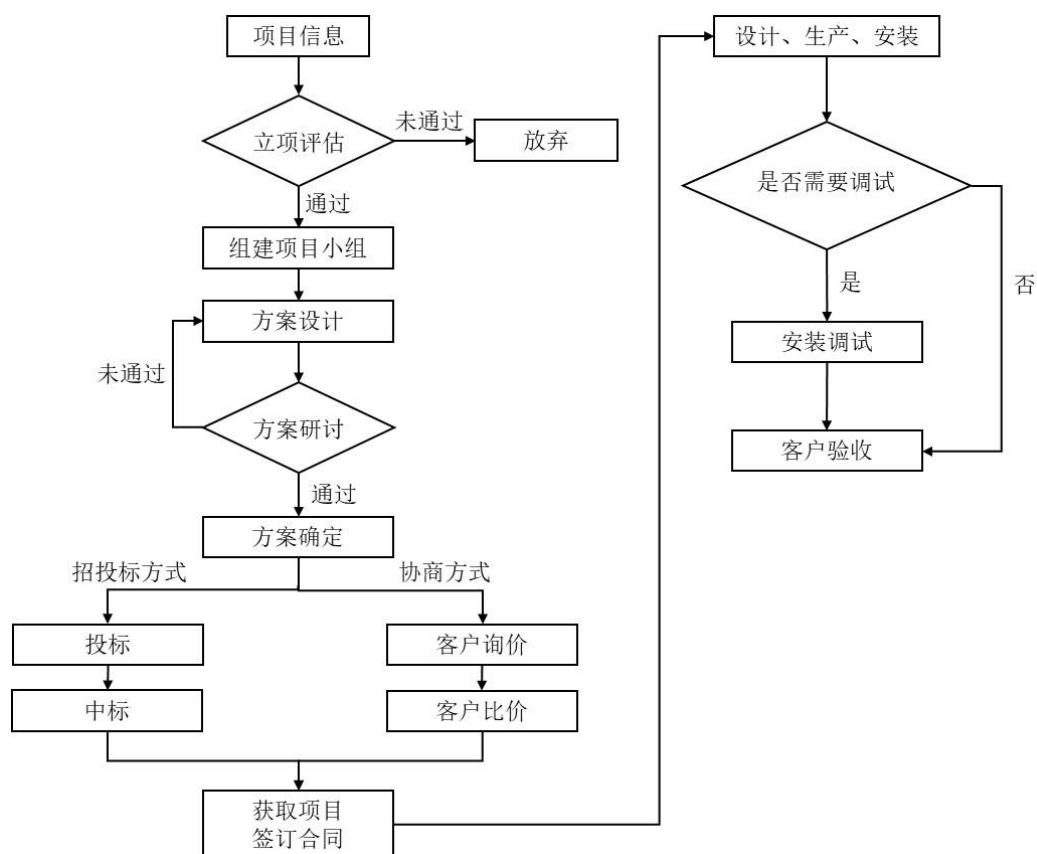 项目信息
立项评估
未通过
放弃
通过
组建项目小组
方案设计
未通过
方案研讨
通过
方案确定
招投标方式
协商方式
投标
客户询价
中标
客户比价
获取项目
签订合同
设计、生产、安装
是否需要调试
是
否
安装调试
客户验收